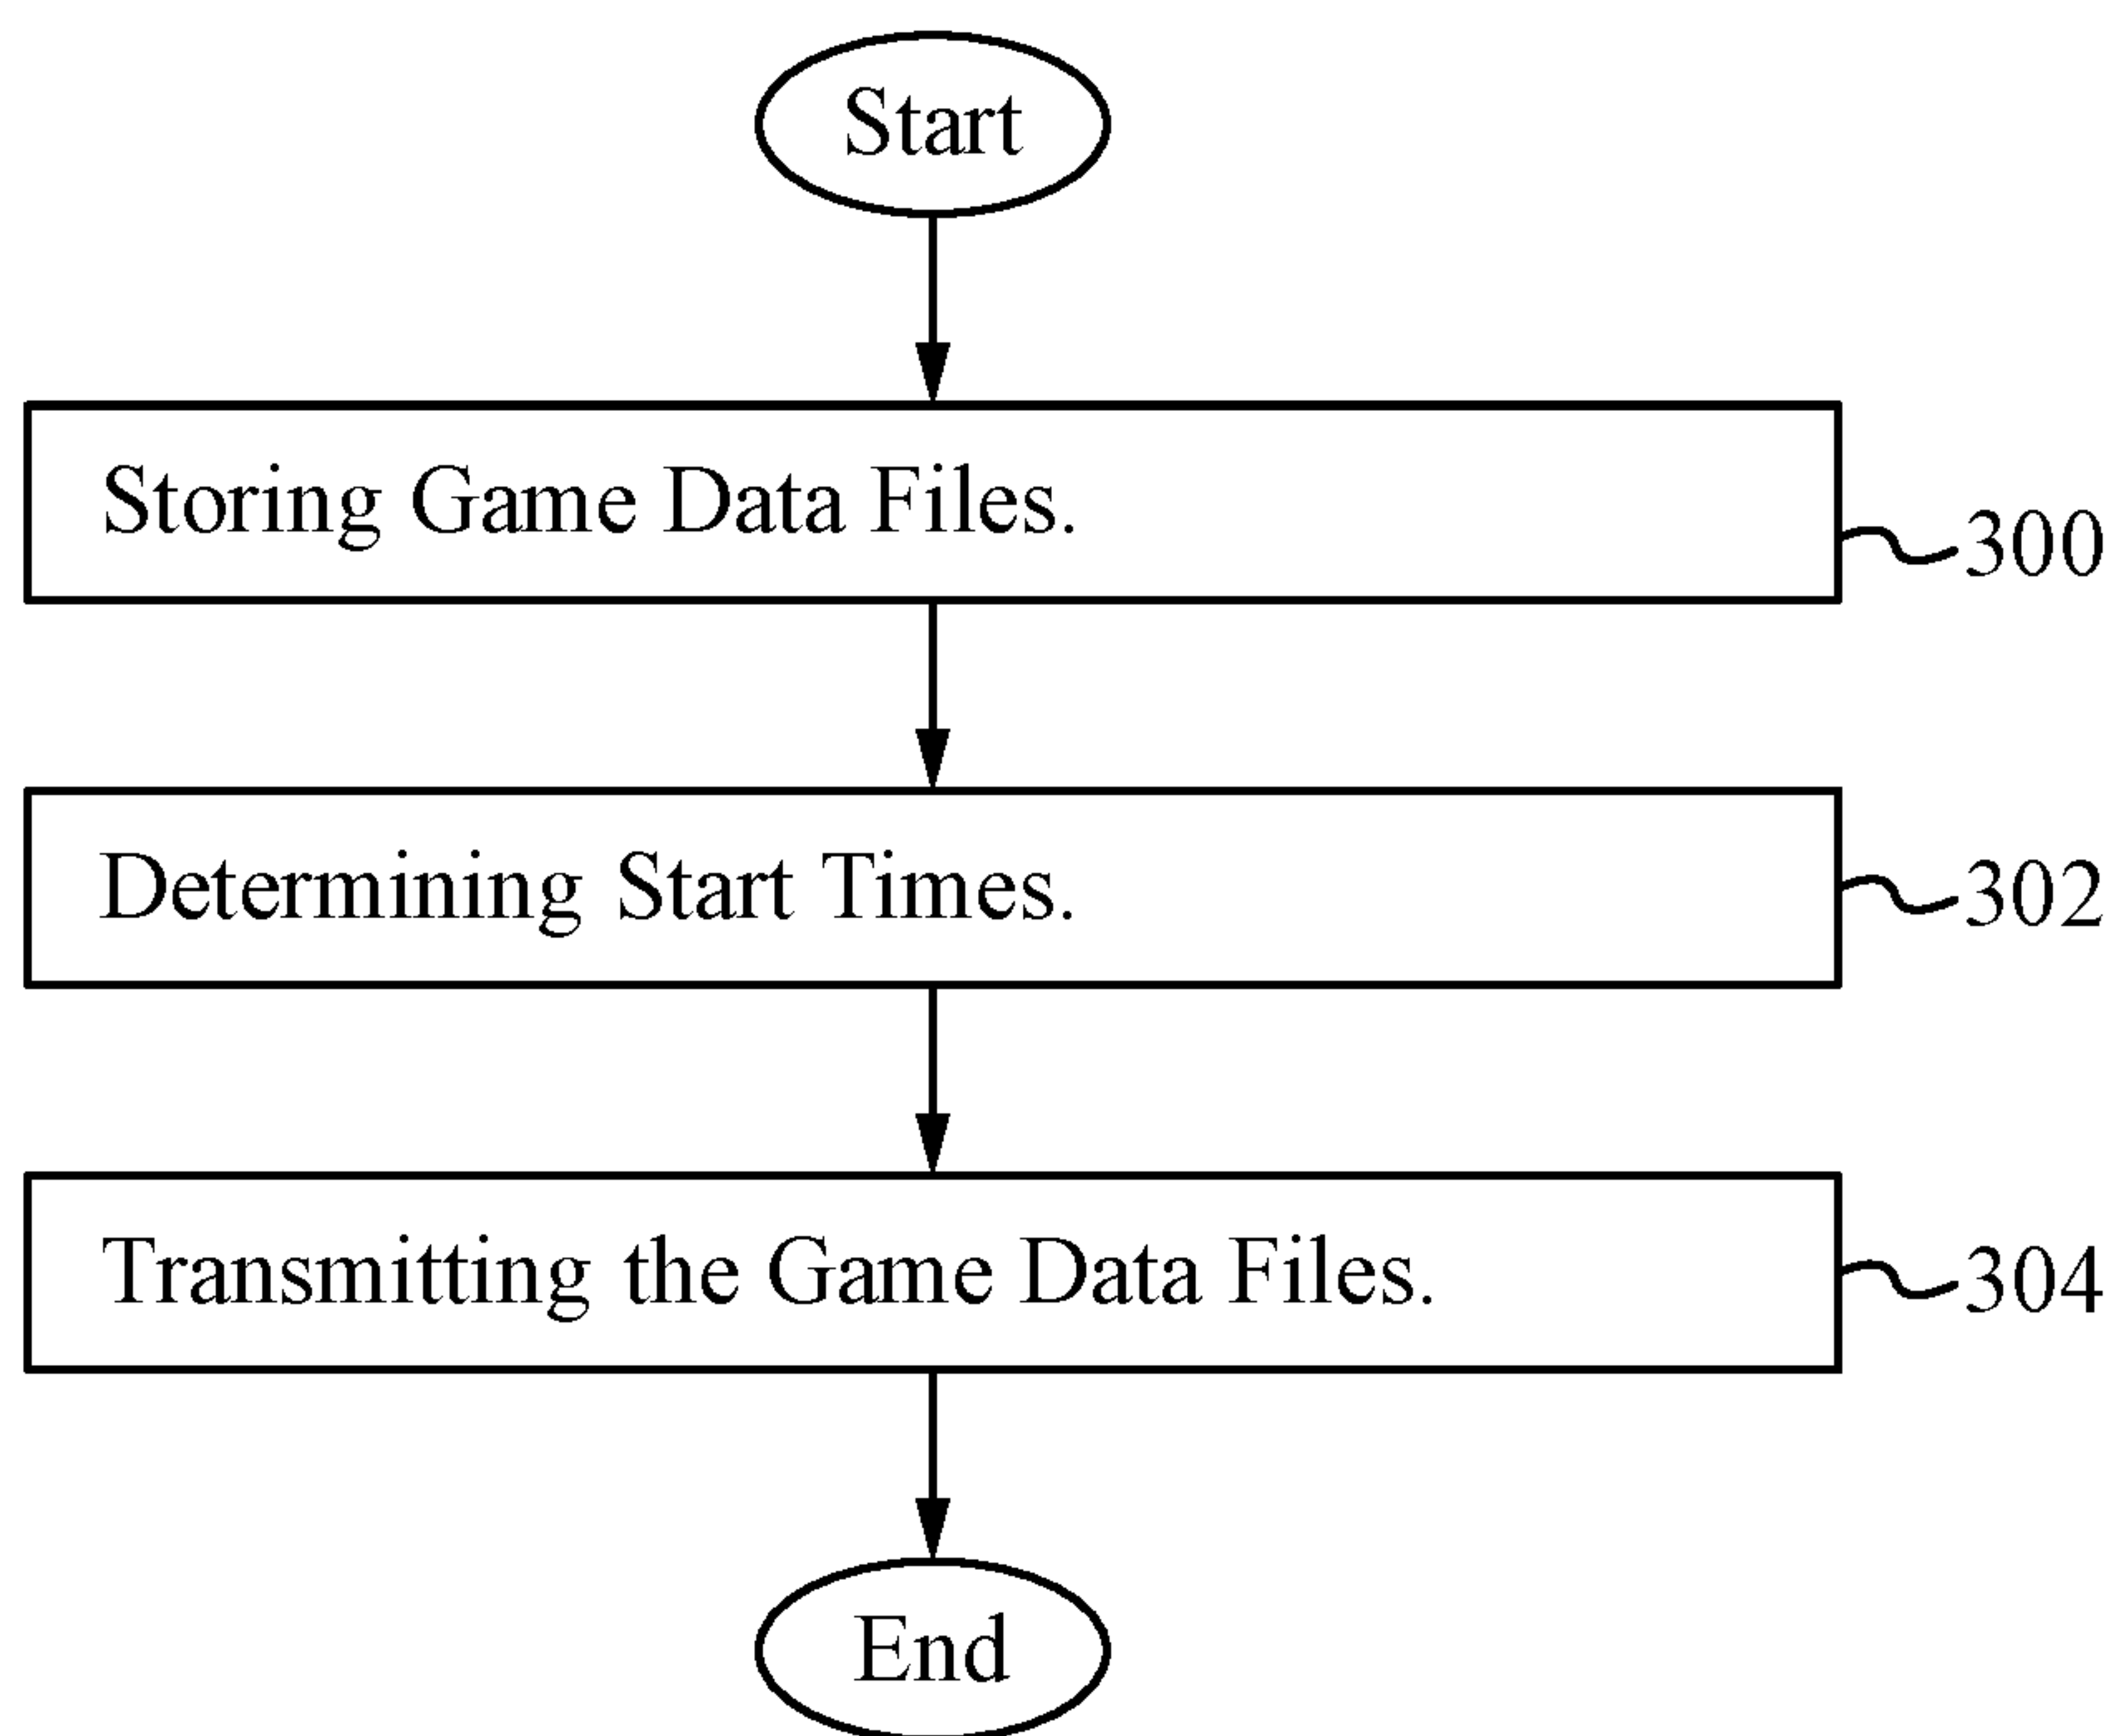 Start
Storing Game Data Files.
300
Determining Start Times.
302
Transmitting the Game Data Files.
304
End